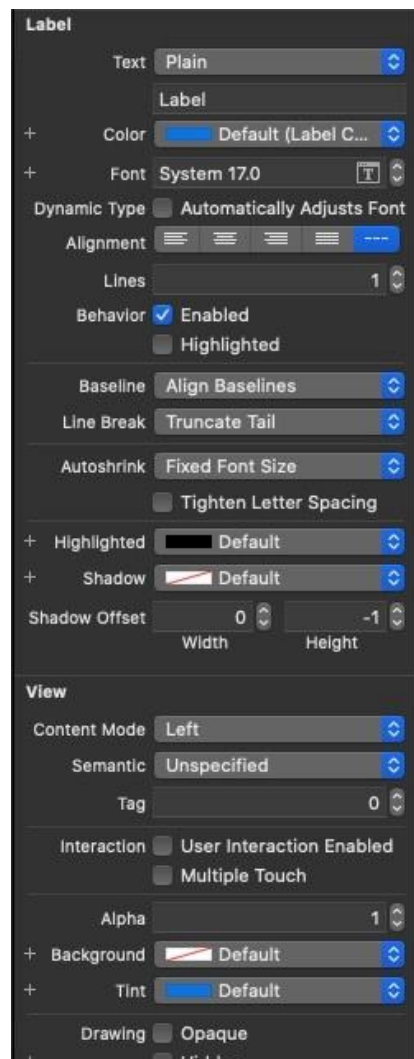 Label
Text Plain
Label
+ Color Default (Label C...
+ Font System 17.0 T
Dynamic Type Automatically Adjusts Font
Alignment ---
Lines 1
Behavior Enabled
Highlighted
Baseline Align Baselines
Line Break Truncate Tail
Autoshrink Fixed Font Size
Tighten Letter Spacing
+ Highlighted Default
+ Shadow Default
Shadow Offset 0 -1
Width Height
View
Content Mode Left
Semantic Unspecified
Tag 0
Interaction User Interaction Enabled
Multiple Touch
Alpha 1
+ Background Default
+ Tint Default
Drawing Opaque